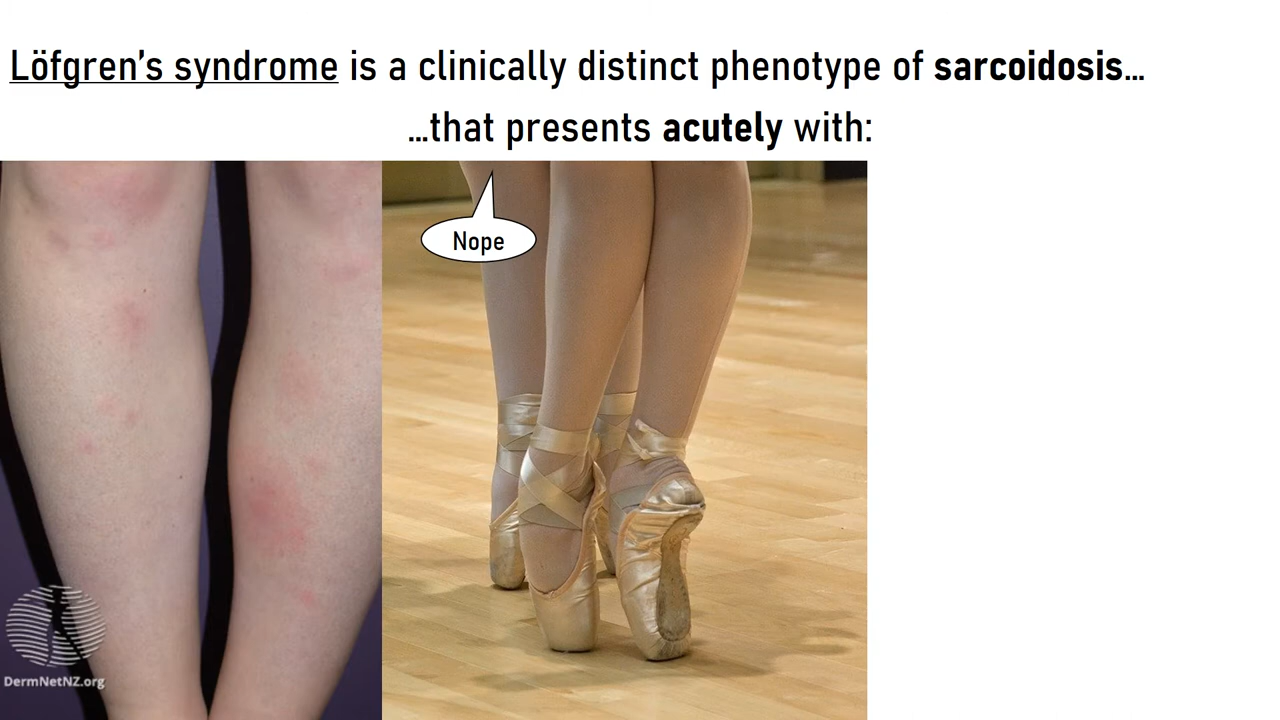 Löfgren’s syndrome is a clinically distinct phenotype of sarcoidosis…
…that presents acutely with:
Nope
DermNetNZ.org